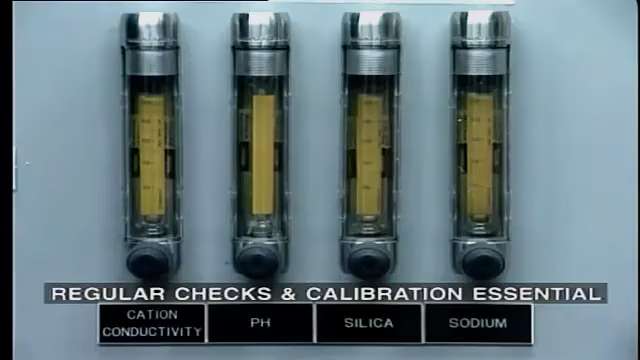 REGULAR CHECKS & CALIBRATION ESSENTIAL
CATION
CONDUCTIVITY
PH
SILICA
SODIUM